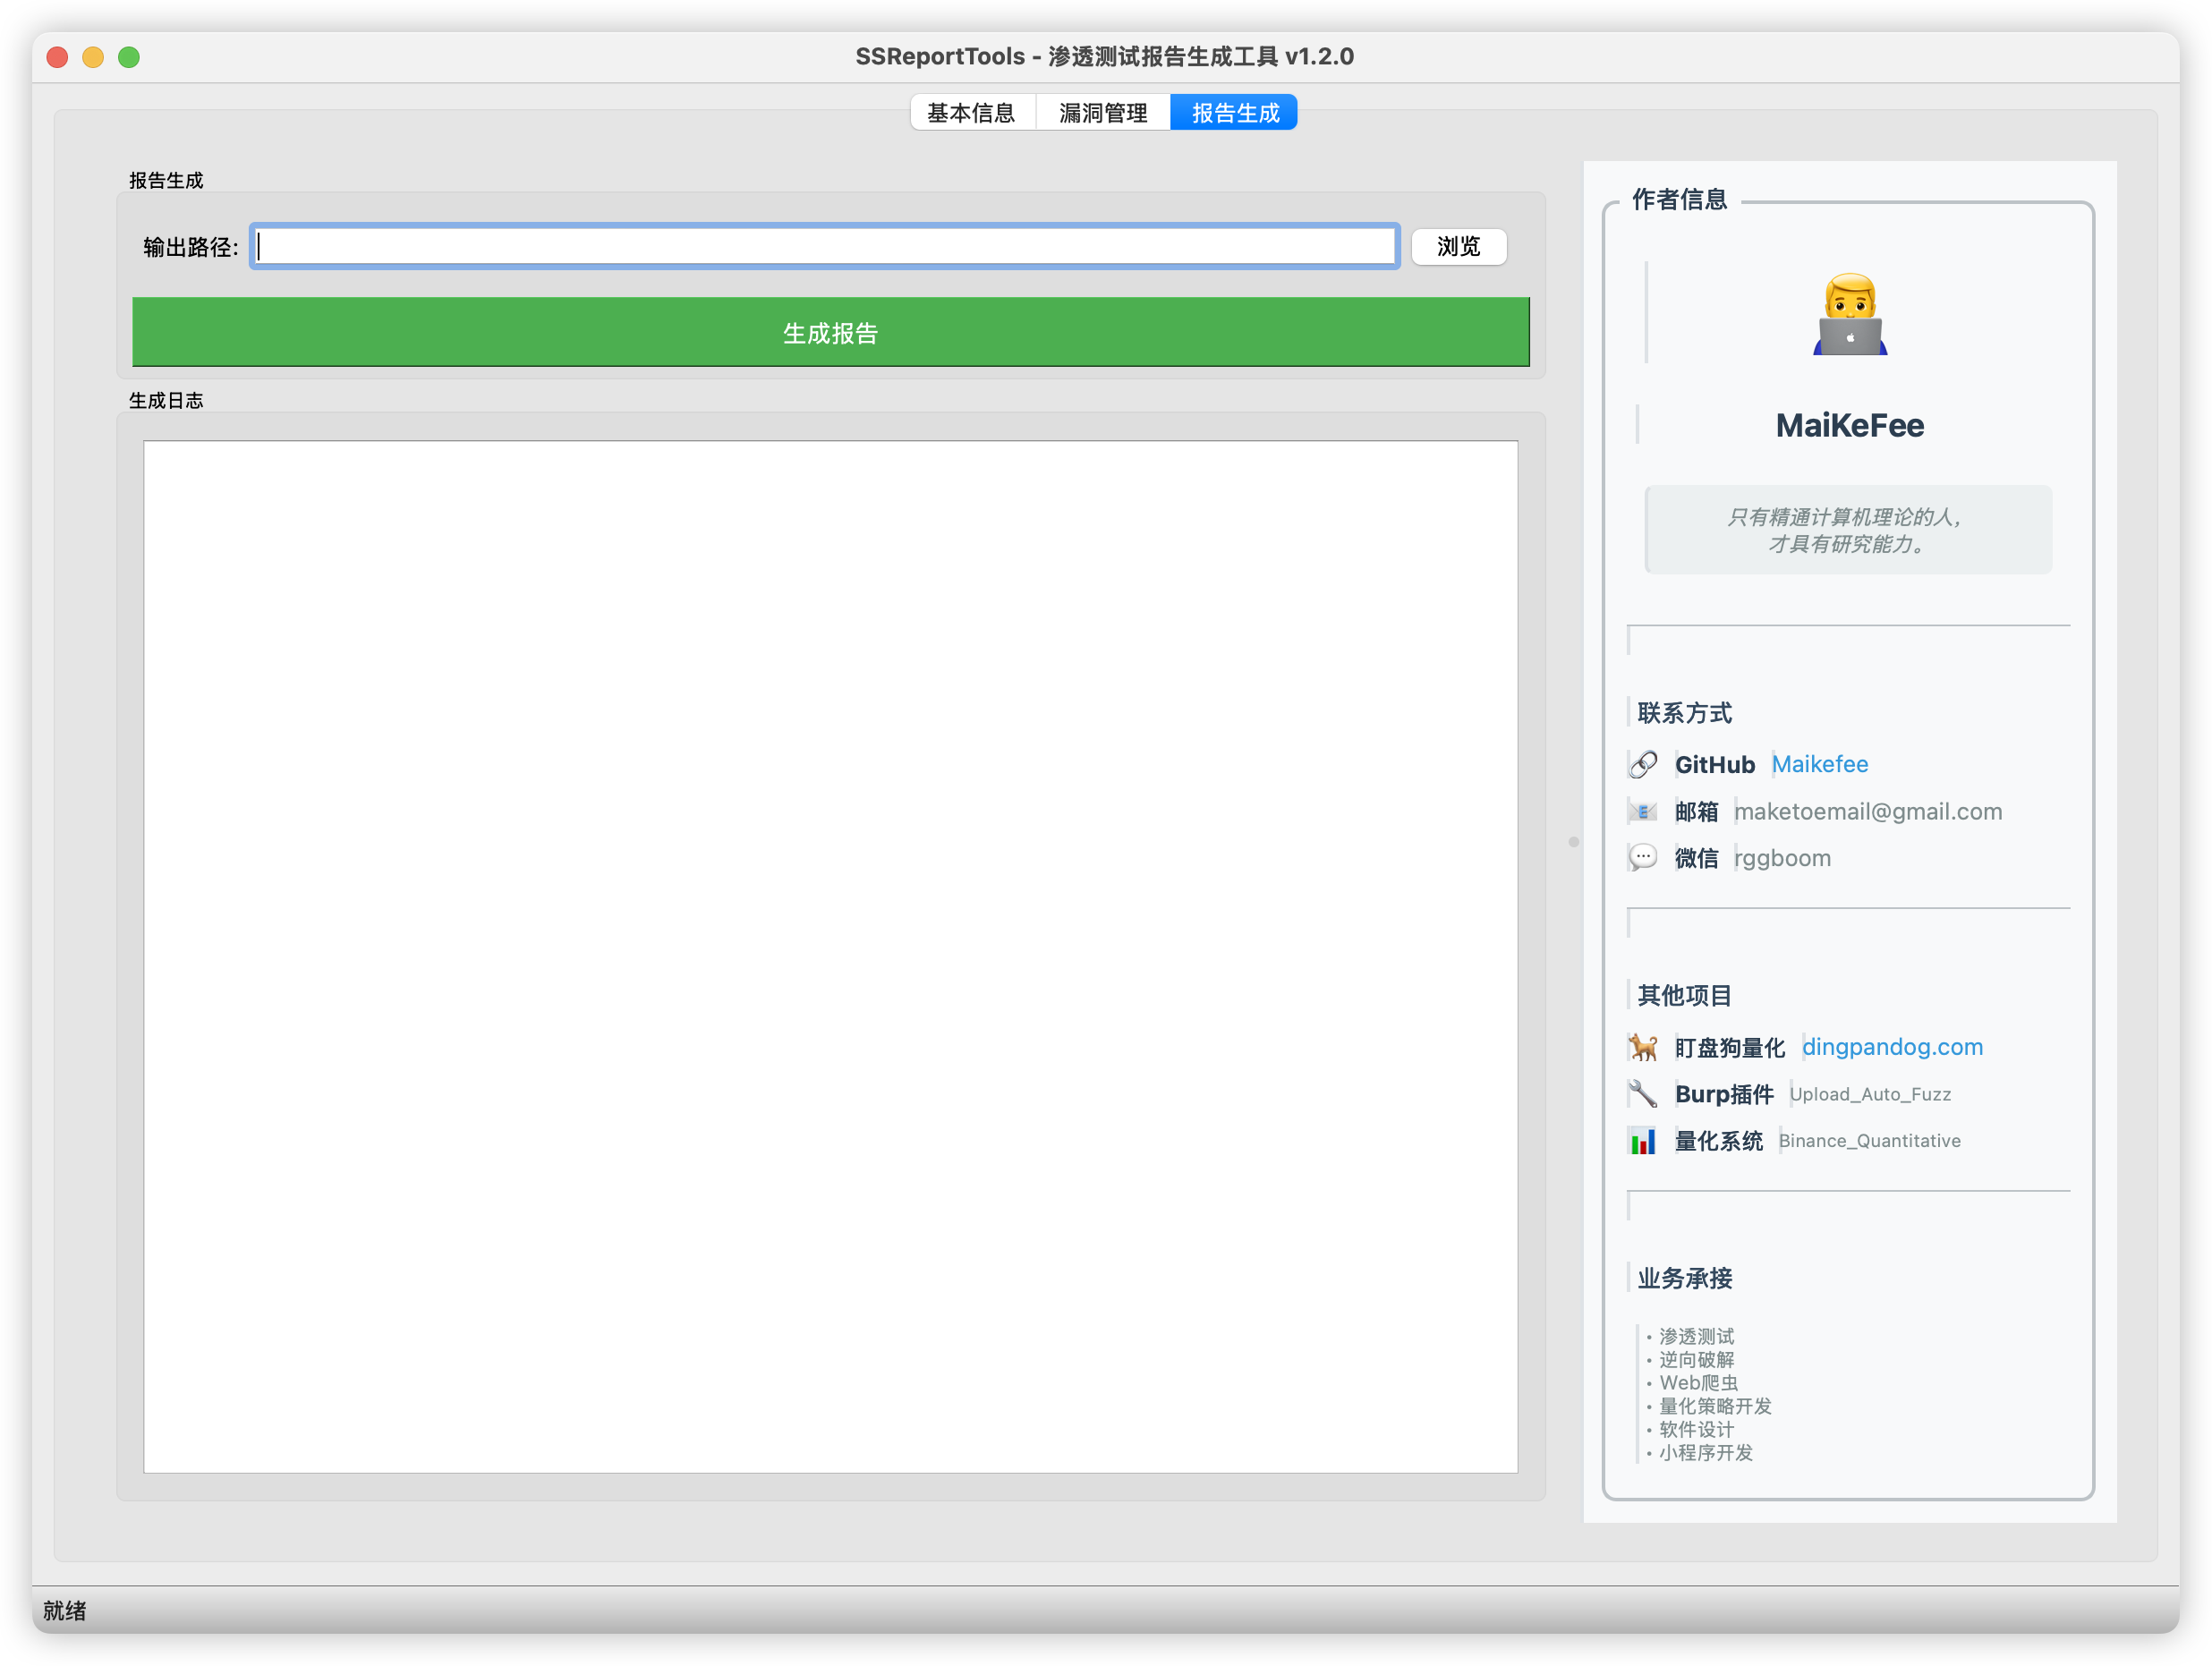 SSReportTools - 渗透测试报告生成工具 v1.2.0
基本信息 漏洞管理 报告生成
报告生成
输出路径: 浏览
生成报告
生成日志
作者信息
MaiKeFee
只有精通计算机理论的人，
才具有研究能力。
联系方式
GitHub Maikefee
邮箱 maketoemail@gmail.com
微信 rggboom
其他项目
盯盘狗量化 dingpandog.com
Burp插件 Upload_Auto_Fuzz
量化系统 Binance_Quantitative
业务承接
• 渗透测试
• 逆向破解
• Web爬虫
• 量化策略开发
• 软件设计
• 小程序开发
就绪